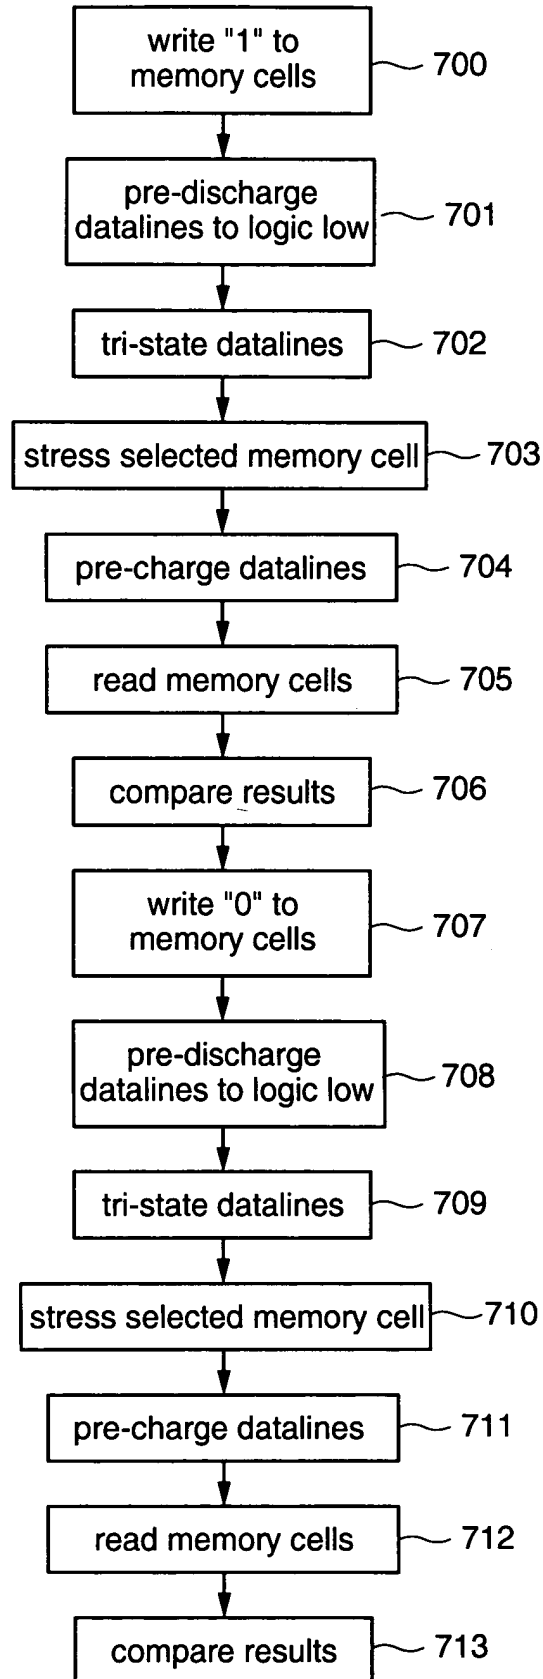 write "1" to
memory cells
700
pre-discharge
datalines to logic low
701
tri-state datalines
702
stress selected memory cell
703
pre-charge datalines
704
read memory cells
705
compare results
706
write "0" to
memory cells
707
pre-discharge
datalines to logic low
708
tri-state datalines
709
stress selected memory cell
710
pre-charge datalines
711
read memory cells
712
compare results
713